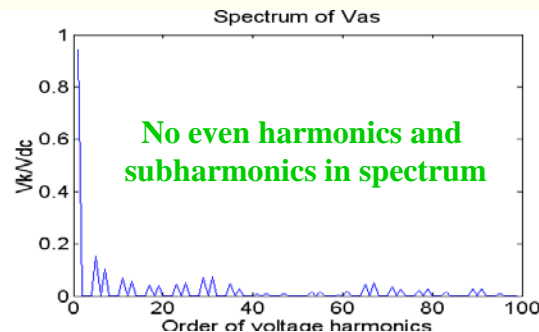 Spectrum of Vas
Vk/Vdc
1
0.8
0.6
0.4
0.2
0
No even harmonics and
subharmonics in spectrum
0 20 40 60 80 100
Order of voltage harmonics